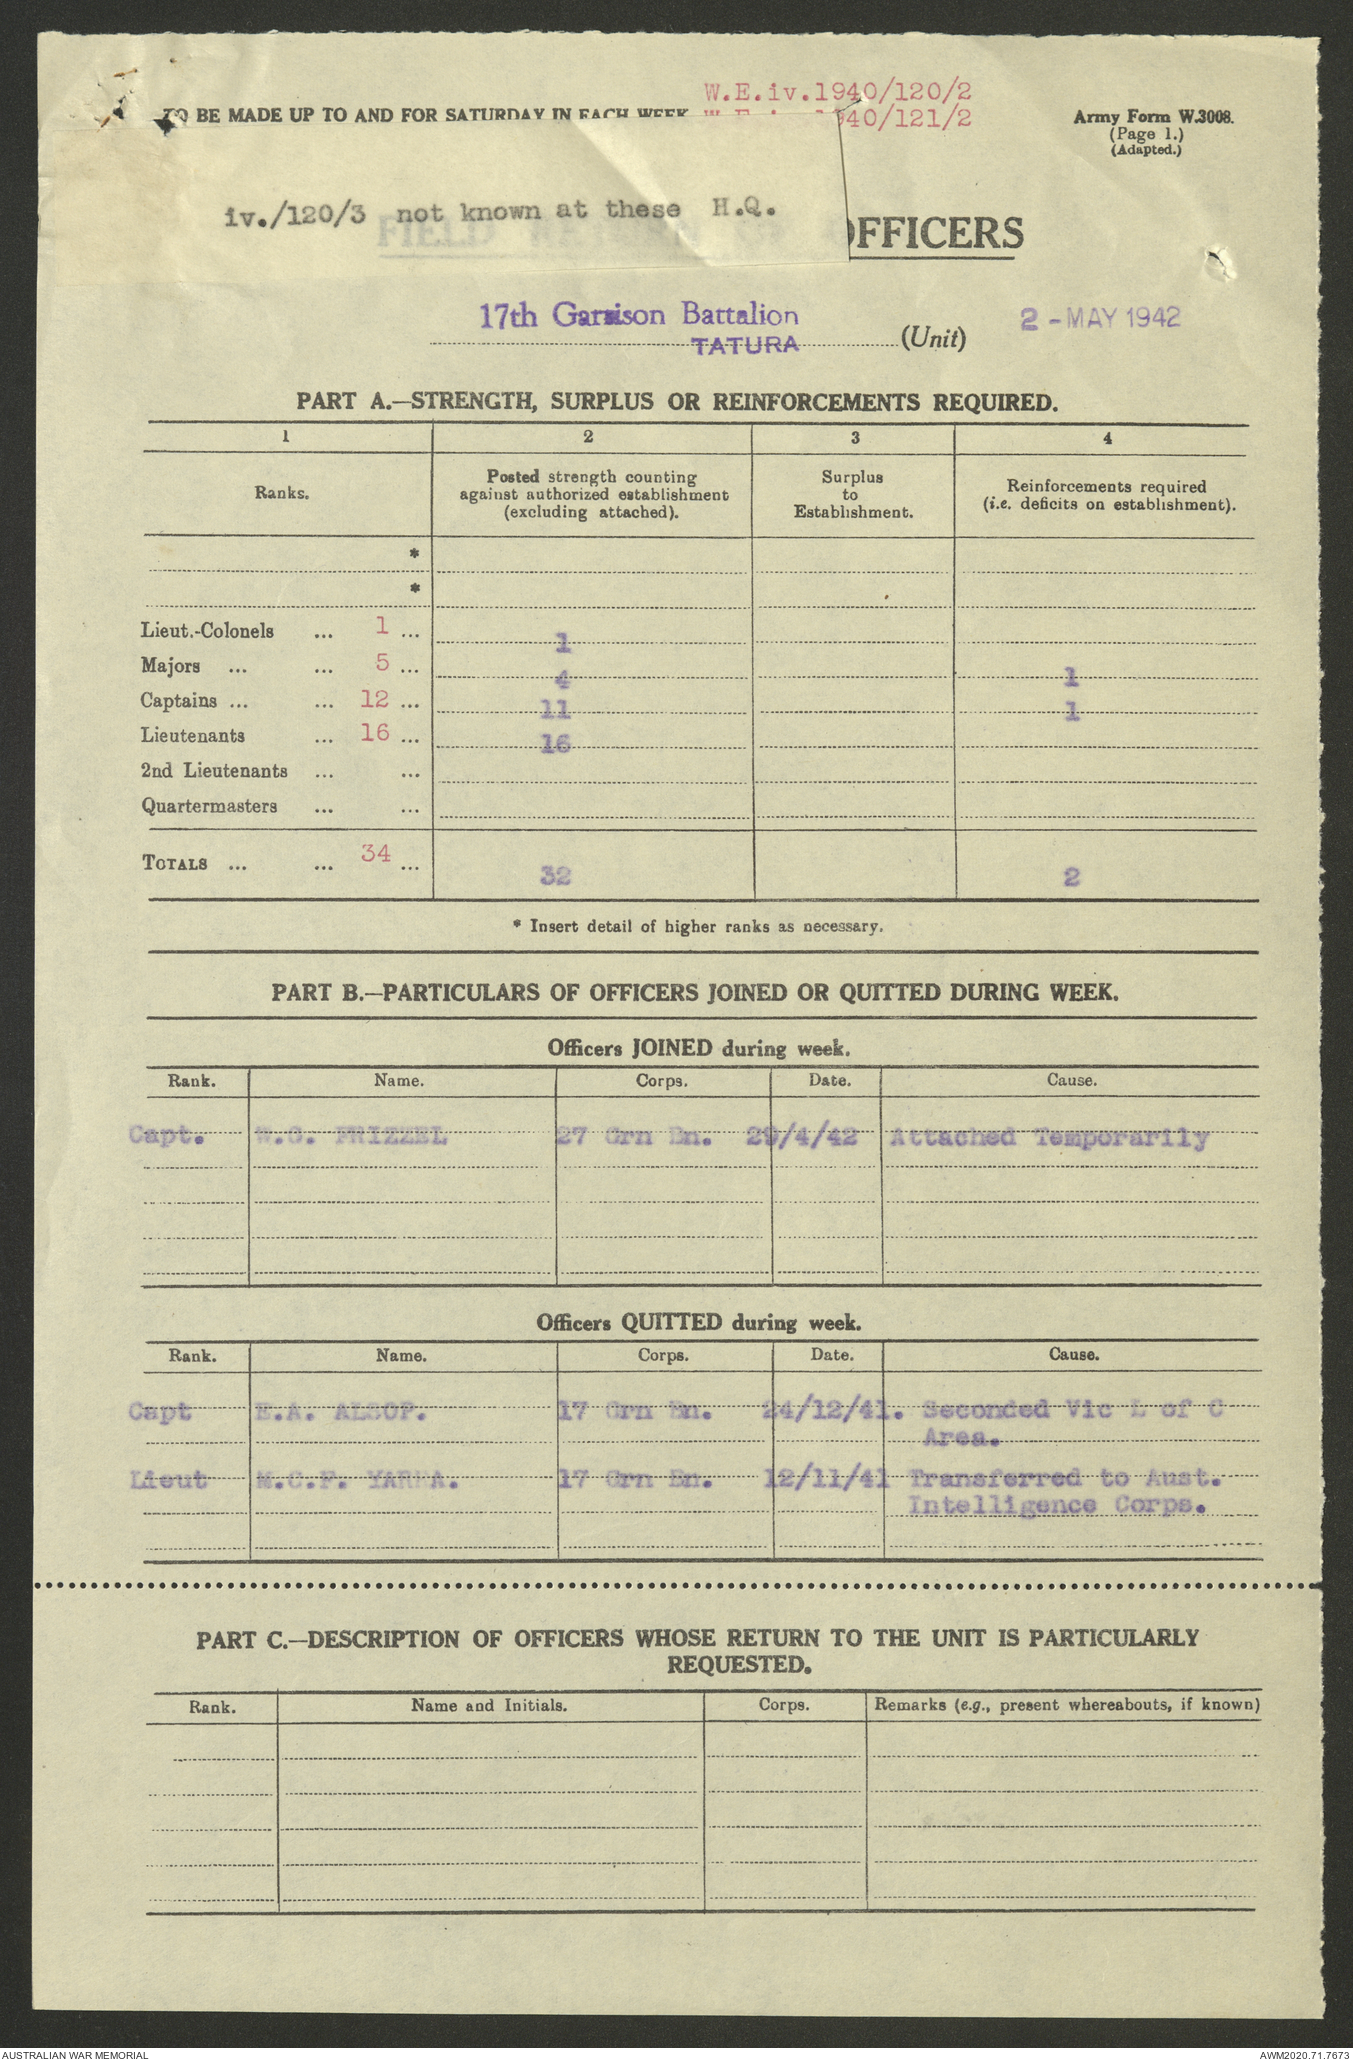 W.E.iv.1940/120/2
TO BE MADE UP TO AND FOR SATURDAY IN EACH WEEK 940/121/2
Army Form W.3008.
(Page 1.)
(Adapted.)
iv./120/3 not known at these H.Q.
FIELD RETURN OF OFFICERS
17th Garrison Battalion
TATURA (Unit) 2 - MAY 1942
PART A.—STRENGTH, SURPLUS OR REINFORCEMENTS REQUIRED.
1 2 3 4
Ranks. Posted strength counting against authorized establishment (excluding attached). Surplus to Establishment. Reinforcements required (i.e. deficits on establishment).
*
*
Lieut.-Colonels ... 1 ... 1
Majors ... ... 5 ... 4 1
Captains ... ... 12 ... 11 1
Lieutenants ... 16 ... 16
2nd Lieutenants ... ...
Quartermasters ... ...
TOTALS ... ... 34 ... 32 2
* Insert detail of higher ranks as necessary.
PART B.—PARTICULARS OF OFFICERS JOINED OR QUITTED DURING WEEK.
Officers JOINED during week.
Rank. Name. Corps. Date. Cause.
Capt. W.G. FRIZZEL 27 Grn Bn. 29/4/42 Attached Temporarily
Officers QUITTED during week.
Rank. Name. Corps. Date. Cause.
Capt E.A. ALSOP. 17 Grn Bn. 24/12/41. Seconded Vic L of C
Area.
Lieut 17 Grn Bn. 12/11/41 Transferred to Aust.
Intelligence Corps.
PART C.—DESCRIPTION OF OFFICERS WHOSE RETURN TO THE UNIT IS PARTICULARLY
REQUESTED.
Rank. Name and Initials. Corps. Remarks (e.g., present whereabouts, if known)
AUSTRALIAN WAR MEMORIAL AWM2020.71.7673